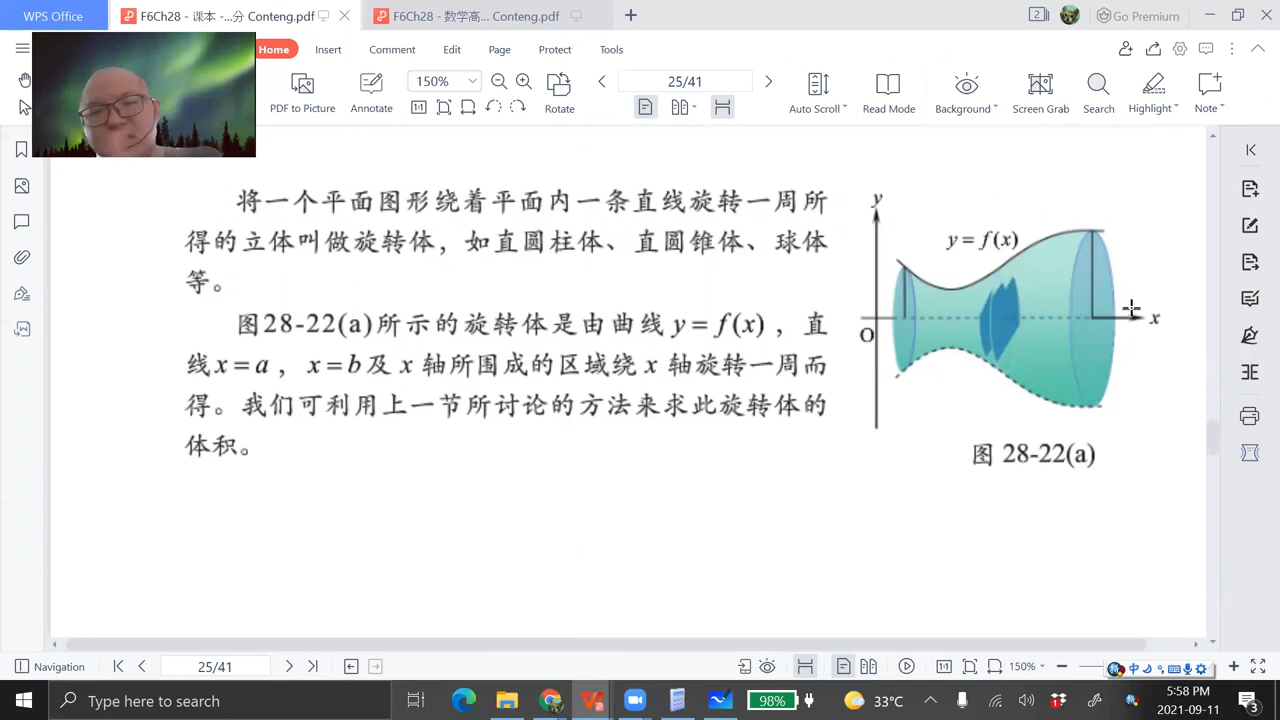 WPS Office
F6Ch28 - 课本 -...分 Conteng.pdf
F6Ch28 - 数学高... Conteng.pdf
2
Go Premium
Home
Insert
Comment
Edit
Page
Protect
Tools
150%
25/41
PDF to Picture
Annotate
1:1
Rotate
Auto Scroll
Read Mode
Background
Screen Grab
Search
Highlight
Note
将一个平面图形绕着平面内一条直线旋转一周所
得的立体叫做旋转体，如直圆柱体、直圆锥体、球体
等。
图28-22(a)所示的旋转体是由曲线 y = f(x) ，直
线 x = a ， x = b 及 x 轴所围成的区域绕 x 轴旋转一周而
得。我们可利用上一节所讨论的方法来求此旋转体的
体积。
y
y = f(x)
O
x
图 28-22(a)
Navigation
25/41
1:1
150%
中
Type here to search
98%
33°C
5:58 PM
2021-09-11
3